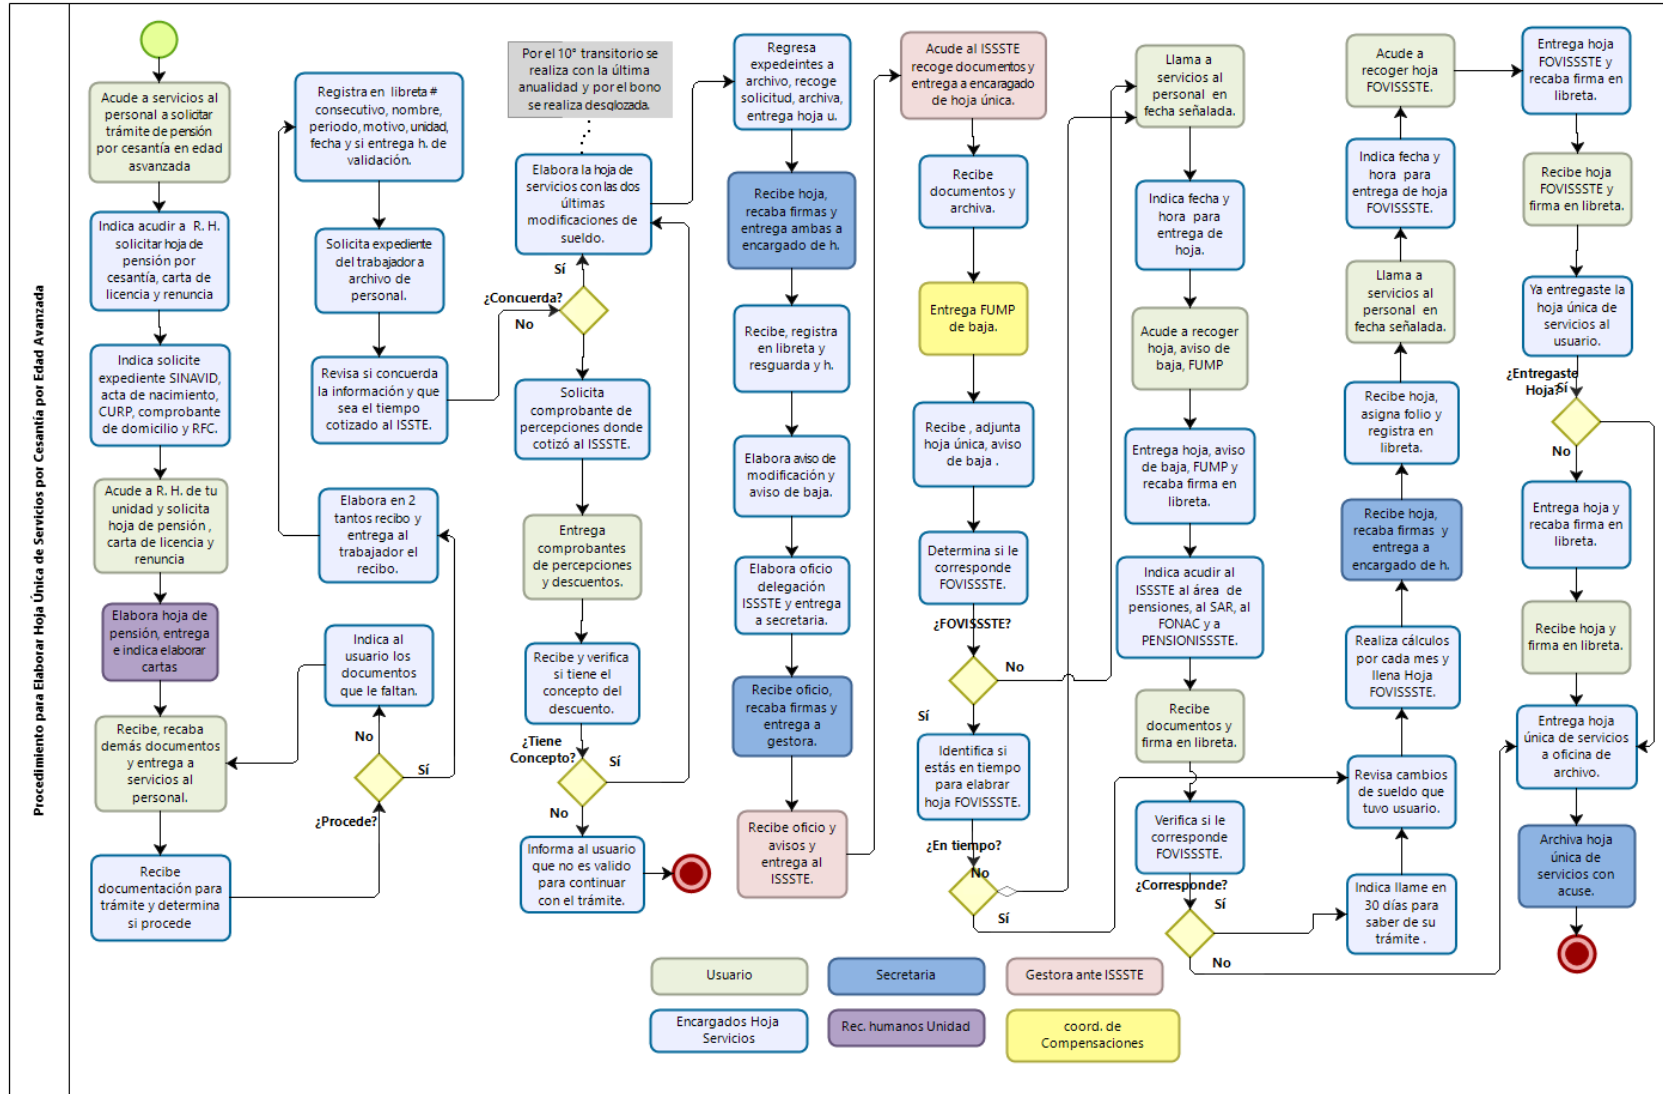 Procedimiento para Elaborar Hoja Única de Servicios por Cesantía por Edad Avanzada
Acude a servicios al
personal a solicitar
trámite de pensión
por cesantía en edad
asvanzada
Indica acudir a R. H.
solicitar hoja de
pensión por
cesantía, carta de
licencia y renuncia
Indica solicite
expediente SINAVID,
acta de nacimiento,
CURP, comprobante
de domicilio y RFC.
Acude a R. H. de tu
unidad y solicita
hoja de pensión ,
carta de licencia y
renuncia
Elabora hoja de
pensión, entrega
e indica elaborar
cartas
Recibe, recaba
demás documentos
y entrega a
servicios al
personal.
Recibe
documentación para
trámite y determina
si procede
¿Procede?
No
Sí
Indica al
usuario los
documentos
que le faltan.
Elabora en 2
tantos recibo y
entrega al
trabajador el
recibo.
Registra en libreta #
consecutivo, nombre,
periodo, motivo, unidad,
fecha y si entrega h. de
validación.
Solicita expediente
del trabajador a
archivo de
personal.
Revisa si concuerda
la información y que
sea el tiempo
cotizado al ISSTE.
¿Concuerda?
Sí
No
Por el 10° transitorio se
realiza con la última
anualidad y por el bono
se realiza desglozada.
Elabora la hoja de
servicios con las dos
últimas
modificaciones de
sueldo.
Solicita
comprobante de
percepciones donde
cotizó al ISSSTE.
Entrega
comprobantes
de percepciones
y descuentos.
Recibe y verifica
si tiene el
concepto del
descuento.
¿Tiene
Concepto?
Sí
No
Informa al usuario
que no es valido
para continuar
con el trámite.
Regresa
expedeintes a
archivo, recoge
solicitud, archiva,
entrega hoja u.
Recibe hoja,
recaba firmas y
entrega ambas a
encargado de h.
Recibe, registra
en libreta y
resguarda y h.
Elabora aviso de
modificación y
aviso de baja.
Elabora oficio
delegación
ISSSTE y entrega
a secretaria.
Recibe oficio,
recaba firmas y
entrega a
gestora.
Recibe oficio y
avisos y
entrega al
ISSSTE.
Acude al ISSSTE
recoge documentos y
entrega a encaragado
de hoja única.
Recibe
documentos y
archiva.
Entrega FUMP
de baja.
Recibe , adjunta
hoja única, aviso
de baja .
Determina si le
corresponde
FOVISSSTE.
¿FOVISSSTE?
No
Sí
Identifica si
estás en tiempo
para elabrar
hoja FOVISSSTE.
¿En tiempo?
No
Sí
Llama a
servicios al
personal en
fecha señalada.
Indica fecha y
hora para
entrega de
hoja.
Acude a recoger
hoja, aviso de
baja, FUMP
Entrega hoja, aviso
de baja, FUMP y
recaba firma en
libreta.
Indica acudir al
ISSSTE al área de
pensiones, al SAR, al
FONAC y a
PENSIONISSSTE.
Recibe
documentos y
firma en libreta.
Verifica si le
corresponde
FOVISSSTE.
¿Corresponde?
Sí
No
Indica llame en
30 días para
saber de su
trámite .
Revisa cambios
de sueldo que
tuvo usuario.
Realiza cálculos
por cada mes y
llena Hoja
FOVISSSTE.
Recibe hoja,
recaba firmas y
entrega a
encargado de h.
Recibe hoja,
asigna folio y
registra en
libreta.
Llama a
servicios al
personal en
fecha señalada.
Indica fecha y
hora para
entrega de hoja
FOVISSSTE.
Acude a
recoger hoja
FOVISSSTE.
Entrega hoja
FOVISSSTE y
recaba firma en
libreta.
Recibe hoja
FOVISSSTE y
firma en libreta.
Ya entregaste la
hoja única de
servicios al
usuario.
¿Entregaste
Hoja?
Sí
No
Entrega hoja y
recaba firma en
libreta.
Recibe hoja y
firma en libreta.
Entrega hoja
única de servicios
a oficina de
archivo.
Archiva hoja
única de
servicios con
acuse.
Usuario
Secretaria
Gestora ante ISSSTE
Encargados Hoja
Servicios
Rec. humanos Unidad
coord. de
Compensaciones